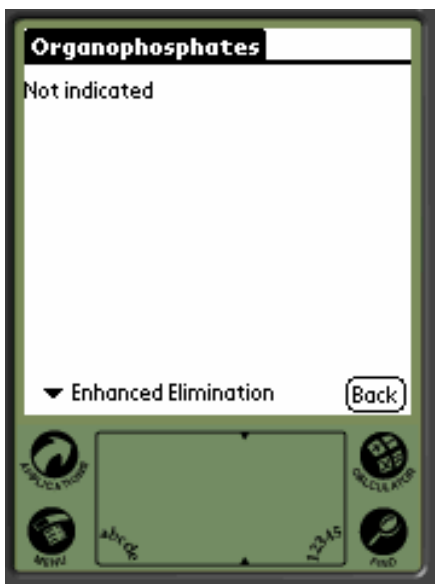 Organophosphates
Not indicated
Enhanced Elimination
Back
APPLICATIONS
CALCULATOR
MENU
abcde
12345
FIND